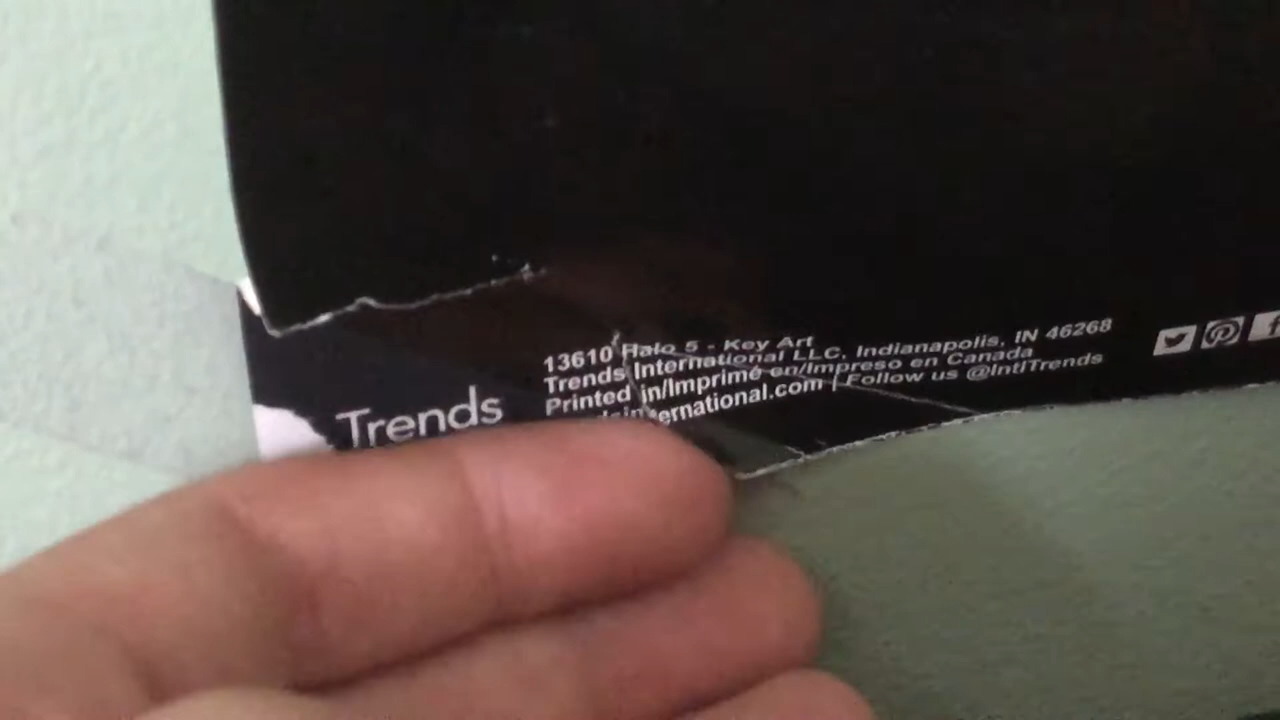 Trends
13610 Halo 5 - Key Art
Trends International LLC, Indianapolis, IN 46268
Printed in/Imprimé en/Impreso en Canada
international.com | Follow us @IntlTrends